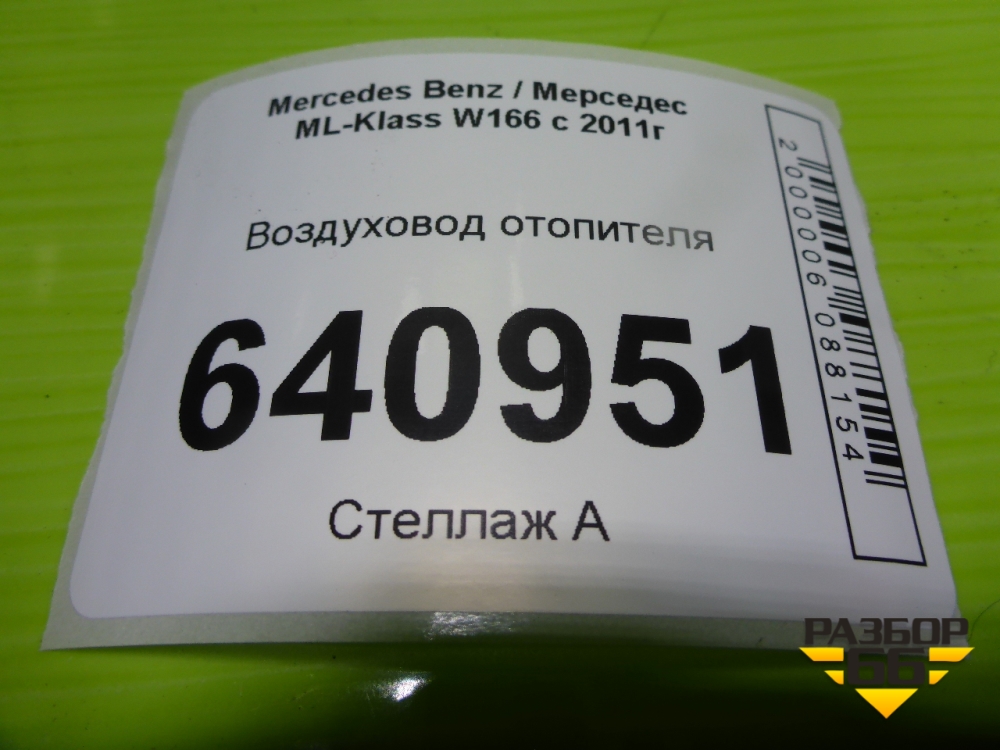 Mercedes Benz / Мерседес
ML-Klass W166 с 2011г
Воздуховод отопителя
640951
Стеллаж А
2000006088154
РАЗБОР
66